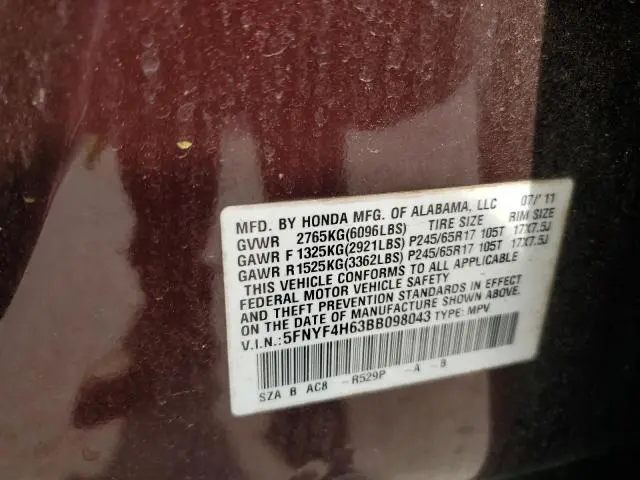 MFD. BY HONDA MFG. OF ALABAMA, LLC 07/'11
GVWR 2765KG(6096LBS) TIRE SIZE RIM SIZE
GAWR F 1325KG(2921LBS) P245/65R17 105T 17X7.5J
GAWR R1525KG(3362LBS) P245/65R17 105T 17X7.5J
THIS VEHICLE CONFORMS TO ALL APPLICABLE
FEDERAL MOTOR VEHICLE SAFETY
AND THEFT PREVENTION STANDARDS IN EFFECT
ON THE DATE OF MANUFACTURE SHOWN ABOVE.
V.I.N.:5FNYF4H63BB098043 TYPE: MPV
SZA B AC8 -R529P -A -B